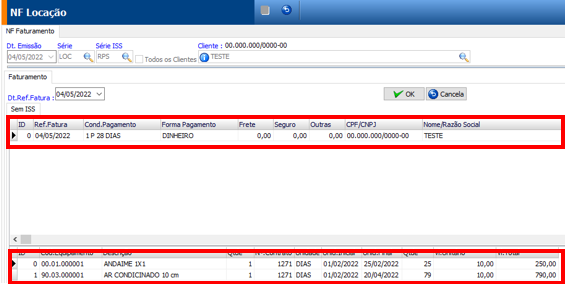 NF Locação
NF Faturamento
Dt. Emissão Série Série ISS Cliente : 00.000.000/0000-00
04/05/2022 LOC RPS Todos os Clientes TESTE
Faturamento
Dt.Ref.Fatura : 04/05/2022 OK Cancela
Sem ISS
ID Ref.Fatura Cond.Pagamento Forma Pagamento Frete Seguro Outras CPF/CNPJ Nome/Razão Social
0 04/05/2022 1 P 28 DIAS DINHEIRO 0,00 0,00 0,00 00.000.000/0000-00 TESTE
ID Cod.Equipamento Descrição Qtde Nº.Contrato Unidade Und.Inicial Und.Final Qtde Vl.Unitário Vl.Total
0 00.01.000001 ANDAIME 1X1 1 1271 DIAS 01/02/2022 25/02/2022 25 10,00 250,00
1 90.03.000001 AR CONDICINADO 10 cm 1 1271 DIAS 01/02/2022 20/04/2022 79 10,00 790,00